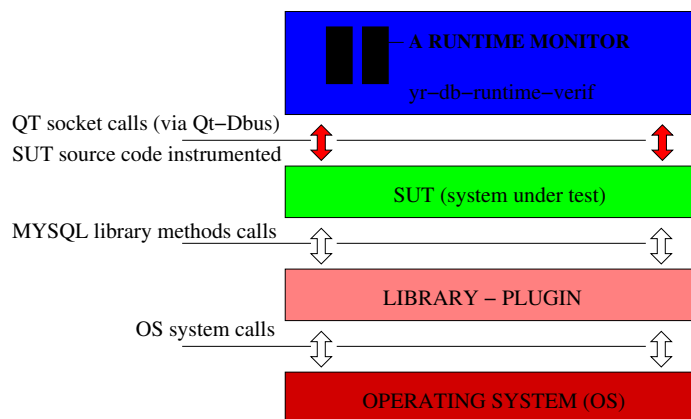 A RUNTIME MONITOR
yr-db-runtime-verif
QT socket calls (via Qt-Dbus)
SUT source code instrumented
SUT (system under test)
MYSQL library methods calls
LIBRARY - PLUGIN
OS system calls
OPERATING SYSTEM (OS)